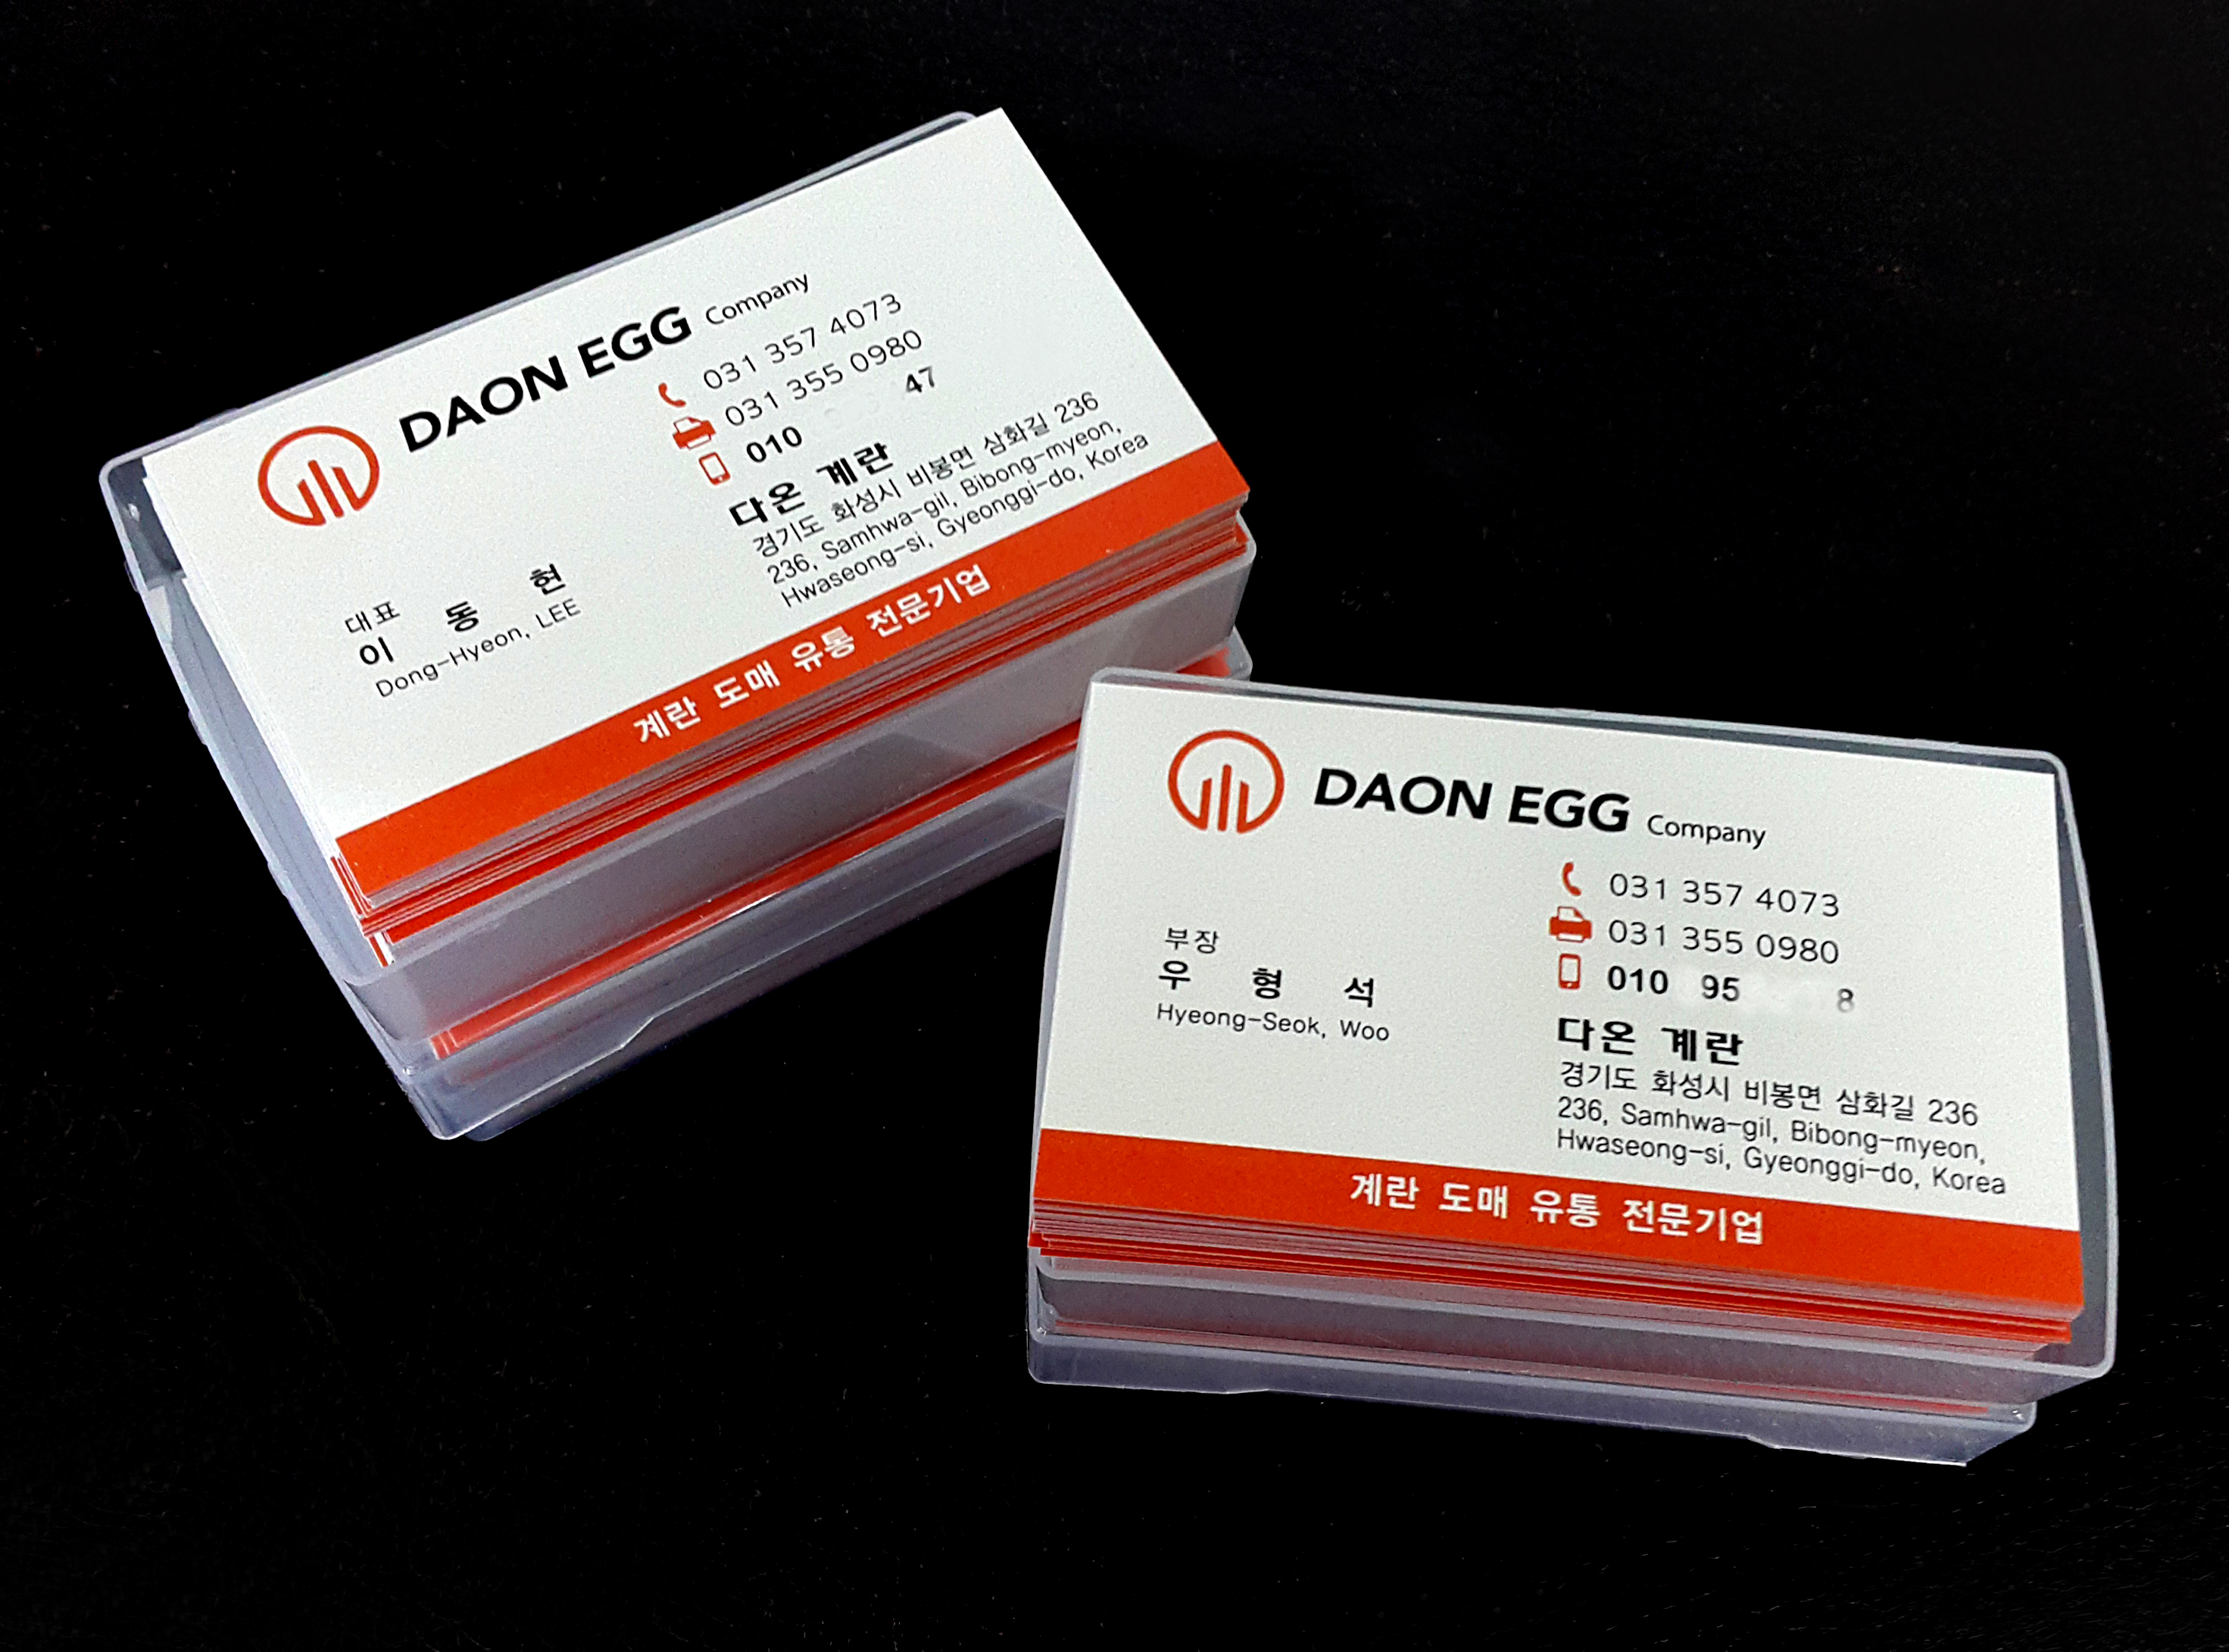 DAON EGG Company
031 357 4073
031 355 0980
010 47
다온 계란
경기도 화성시 비봉면 삼화길 236
236, Samhwa-gil, Bibong-myeon,
Hwaseong-si, Gyeonggi-do, Korea
대표
이 동 현
Dong-Hyeon, LEE
계란 도매 유통 전문기업
DAON EGG Company
031 357 4073
031 355 0980
010 95 8
다온 계란
경기도 화성시 비봉면 삼화길 236
236, Samhwa-gil, Bibong-myeon,
Hwaseong-si, Gyeonggi-do, Korea
부장
우 형 석
Hyeong-Seok, Woo
계란 도매 유통 전문기업